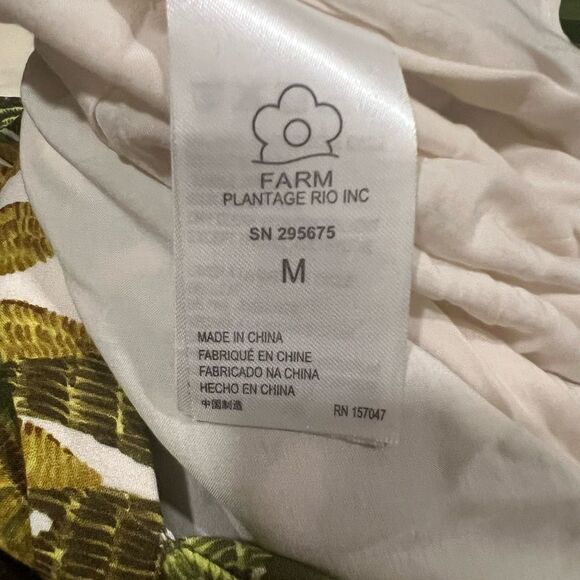 FARM
PLANTAGE RIO INC
SN 295675
M
MADE IN CHINA
FABRIQUÉ EN CHINE
FABRICADO NA CHINA
HECHO EN CHINA
中国制造
RN 157047